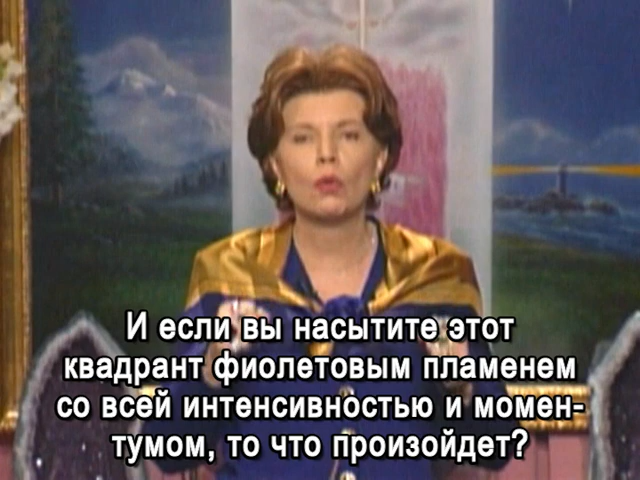 И если вы насытите этот
квадрант фиолетовым пламенем
со всей интенсивностью и момен-
тумом, то что произойдет?